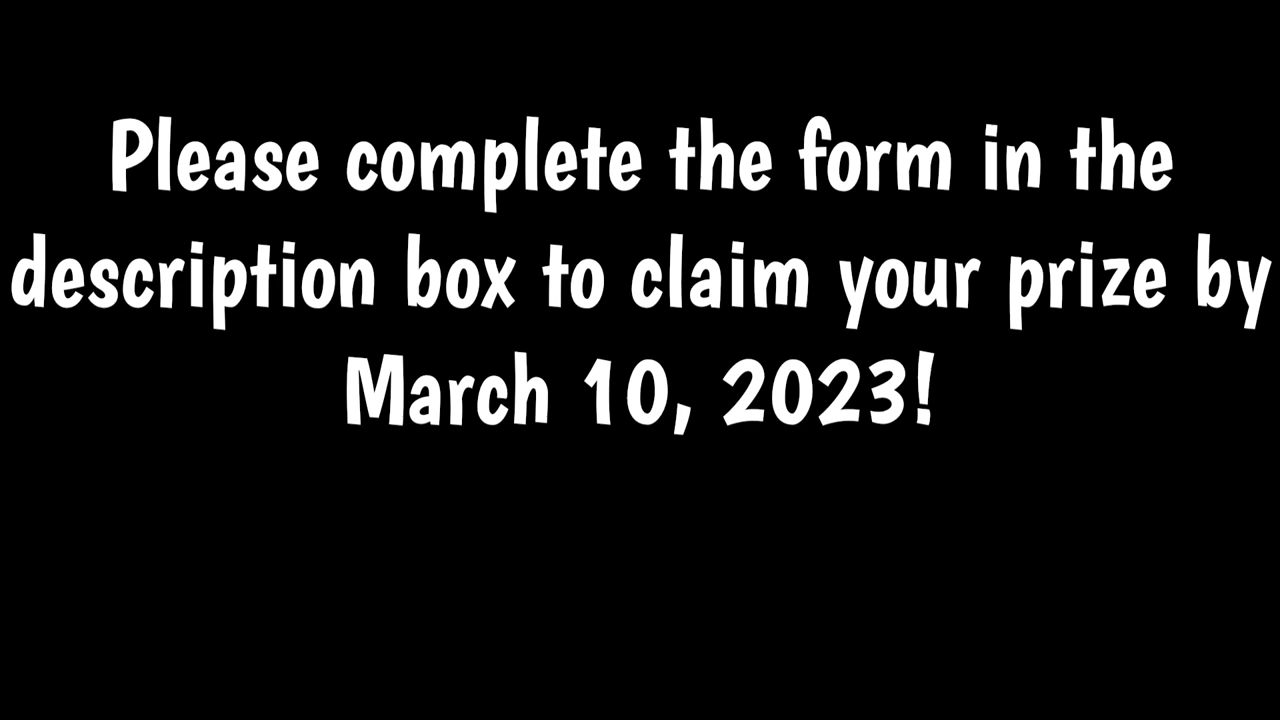 Please complete the form in the
description box to claim your prize by
March 10, 2023!